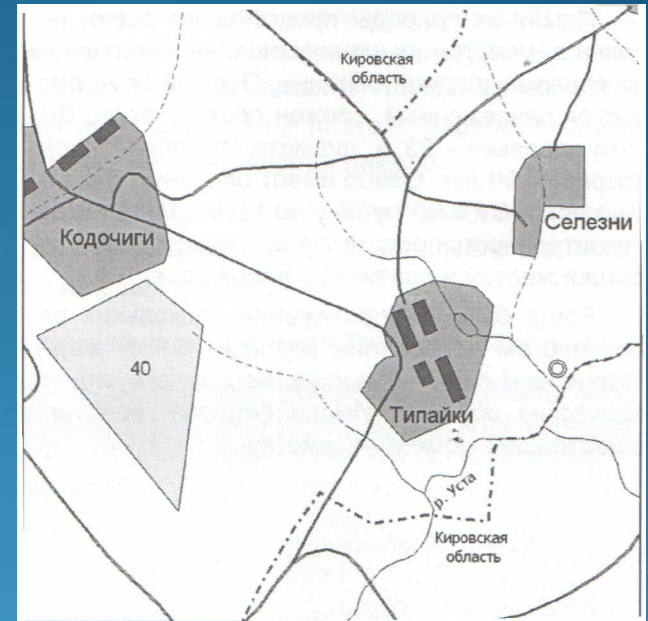 Кировская
область
Селезни
Кодочиги
40
Типайки
р. Уста
Кировская
область